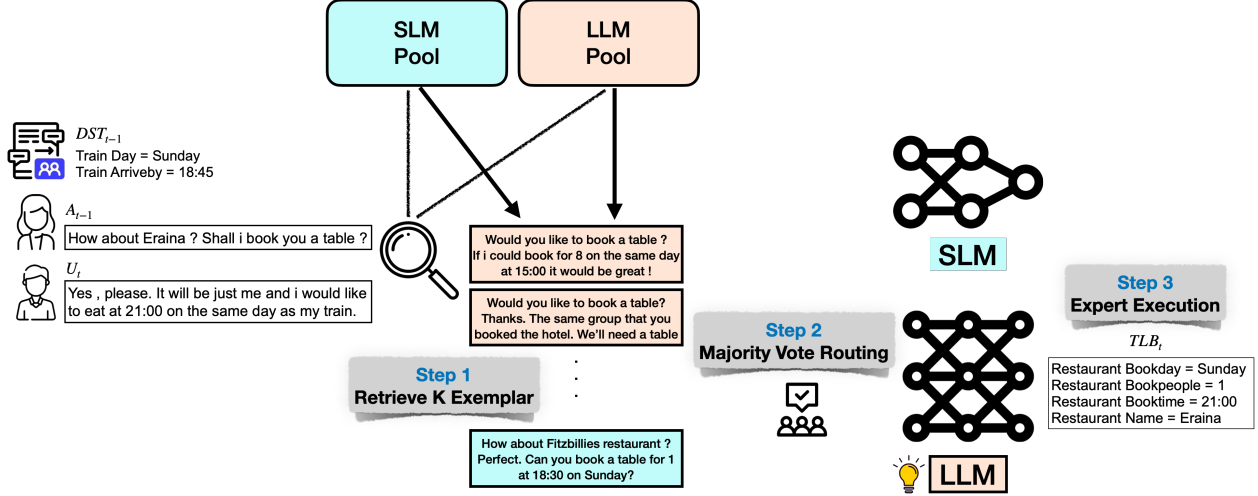 SLM
Pool
LLM
Pool
DSTₜ₋₁
Train Day = Sunday
Train Arriveby = 18:45
Aₜ₋₁
How about Eraina ? Shall i book you a table ?
Uₜ
Yes , please. It will be just me and i would like
to eat at 21:00 on the same day as my train.
Would you like to book a table ?
If i could book for 8 on the same day
at 15:00 it would be great !
Would you like to book a table?
Thanks. The same group that you
booked the hotel. We’ll need a table
Step 1
Retrieve K Exemplar
How about Fitzbillies restaurant ?
Perfect. Can you book a table for 1
at 18:30 on Sunday?
Step 2
Majority Vote Routing
SLM
LLM
Step 3
Expert Execution
TLBₜ
Restaurant Bookday = Sunday
Restaurant Bookpeople = 1
Restaurant Booktime = 21:00
Restaurant Name = Eraina